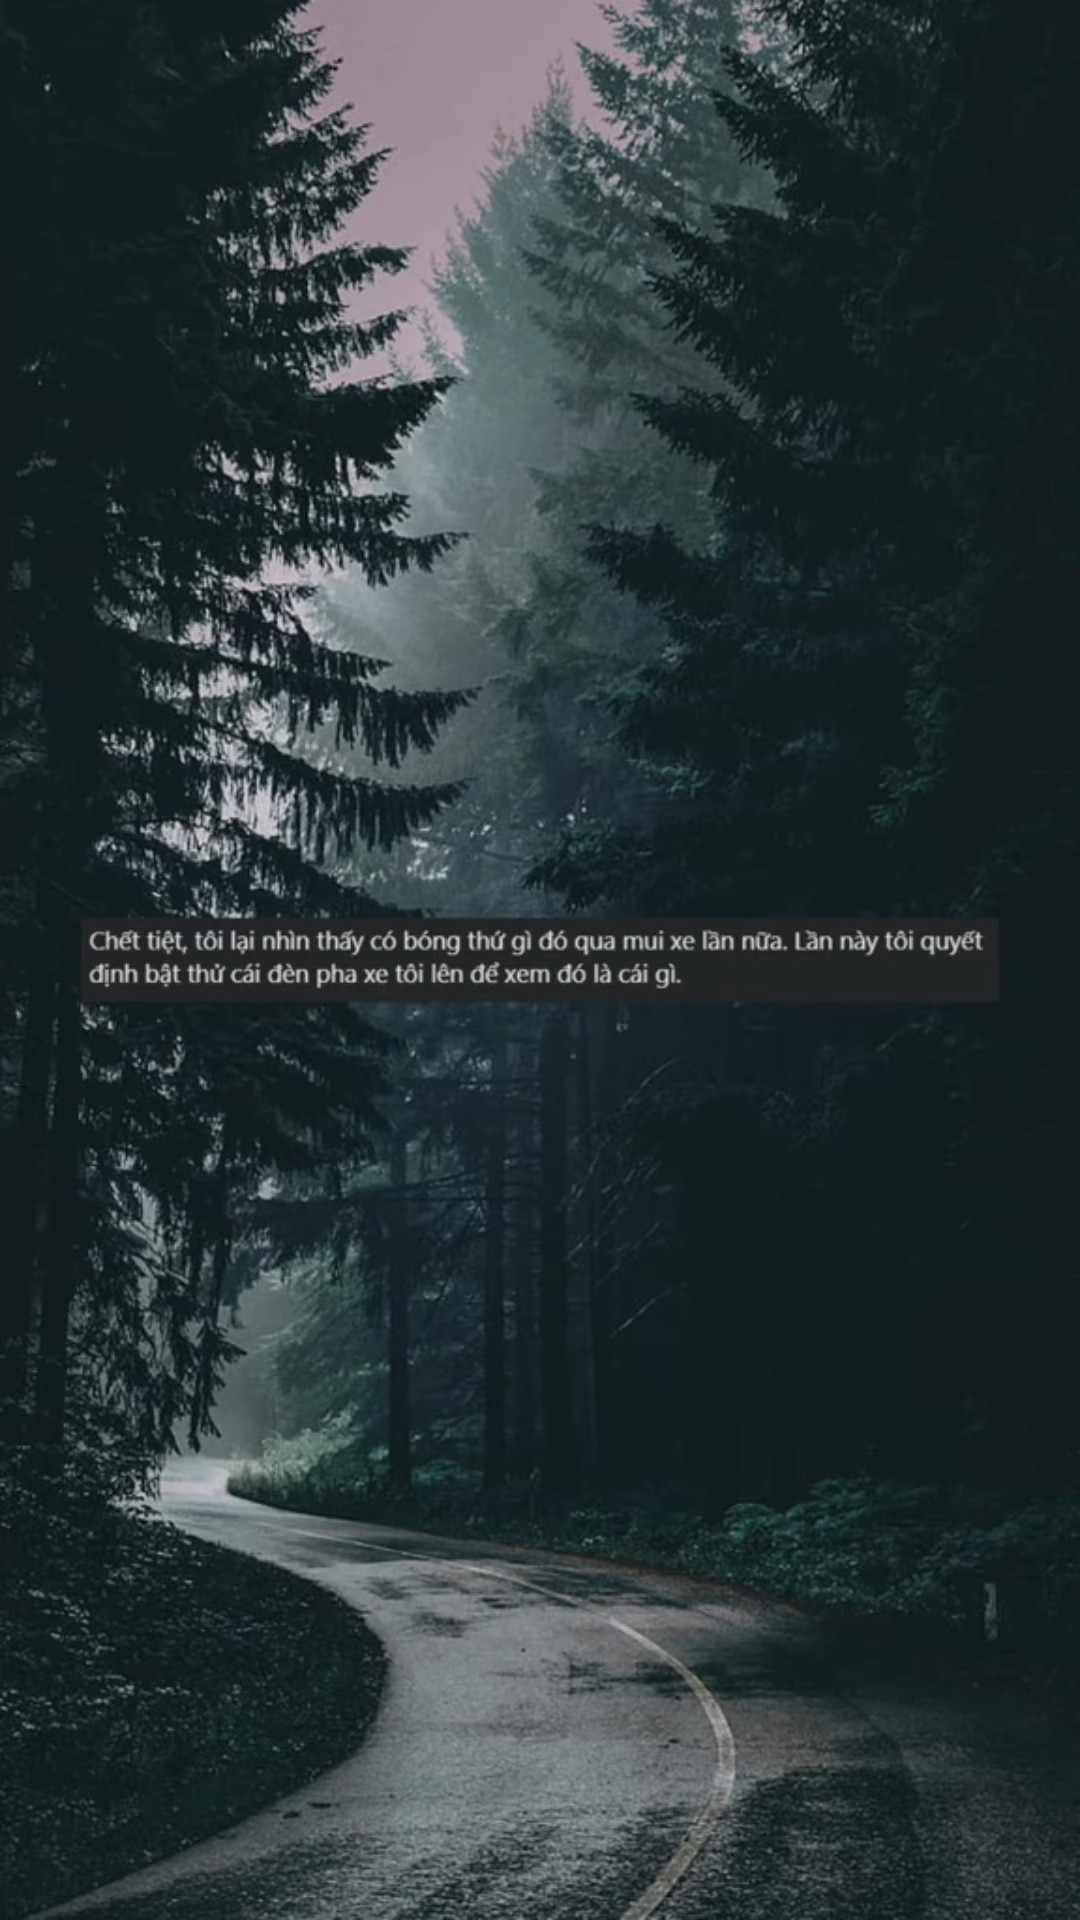 Chết tiệt, tôi lại nhìn thấy có bóng thứ gì đó qua mui xe lần nữa. Lần này tôi quyết
định bật thử cái đèn pha xe tôi lên để xem đó là cái gì.